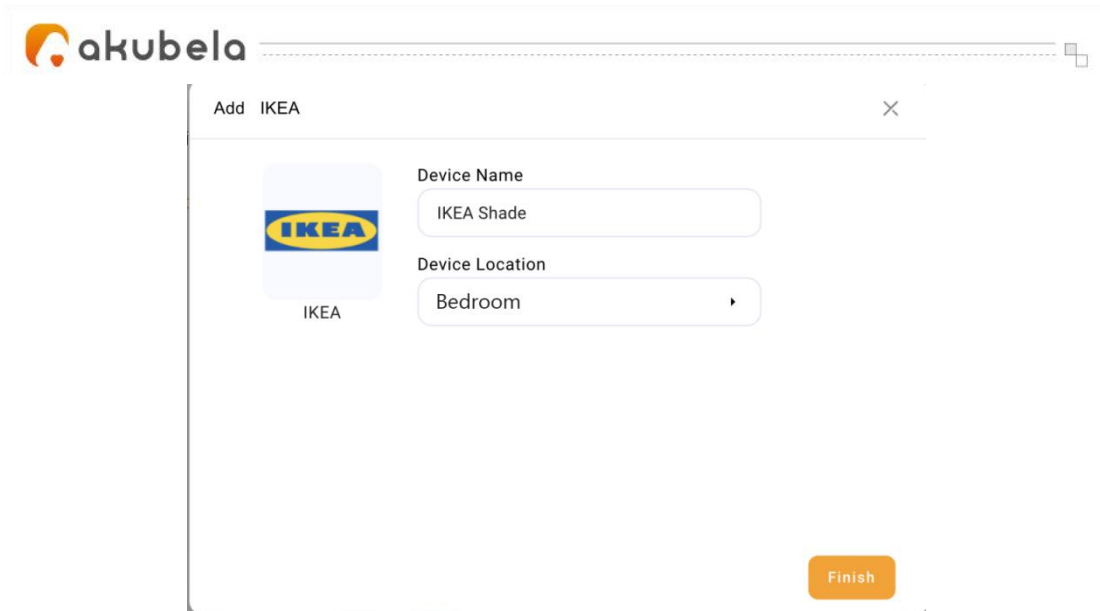 akubela
Add IKEA
Device Name
IKEA Shade
IKEA
Device Location
Bedroom
IKEA
Finish